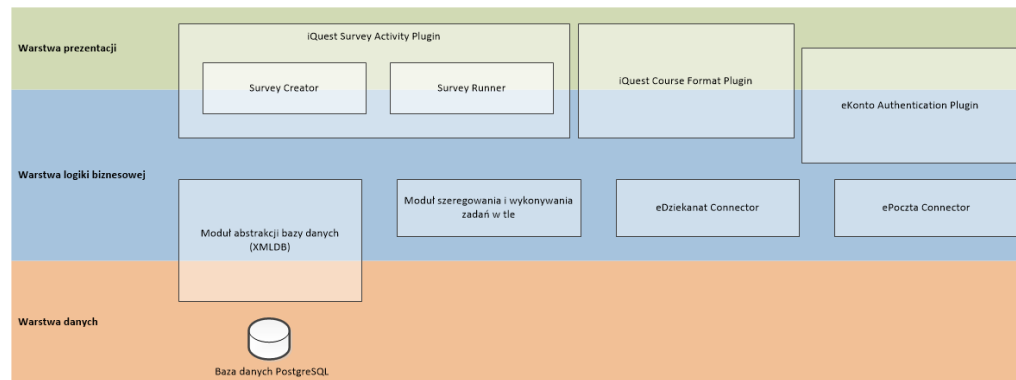 iQuest Survey Activity Plugin
Warstwa prezentacji
iQuest Course Format Plugin
Survey Creator
Survey Runner
eKonto Authentication Plugin
Warstwa logiki biznesowej
Moduł szeregowania i wykonywania
zadań w tle
eDziekanat Connector
ePoczta Connector
Moduł abstrakcji bazy danych
(XMLDB)
Warstwa danych
Baza danych PostgreSQL